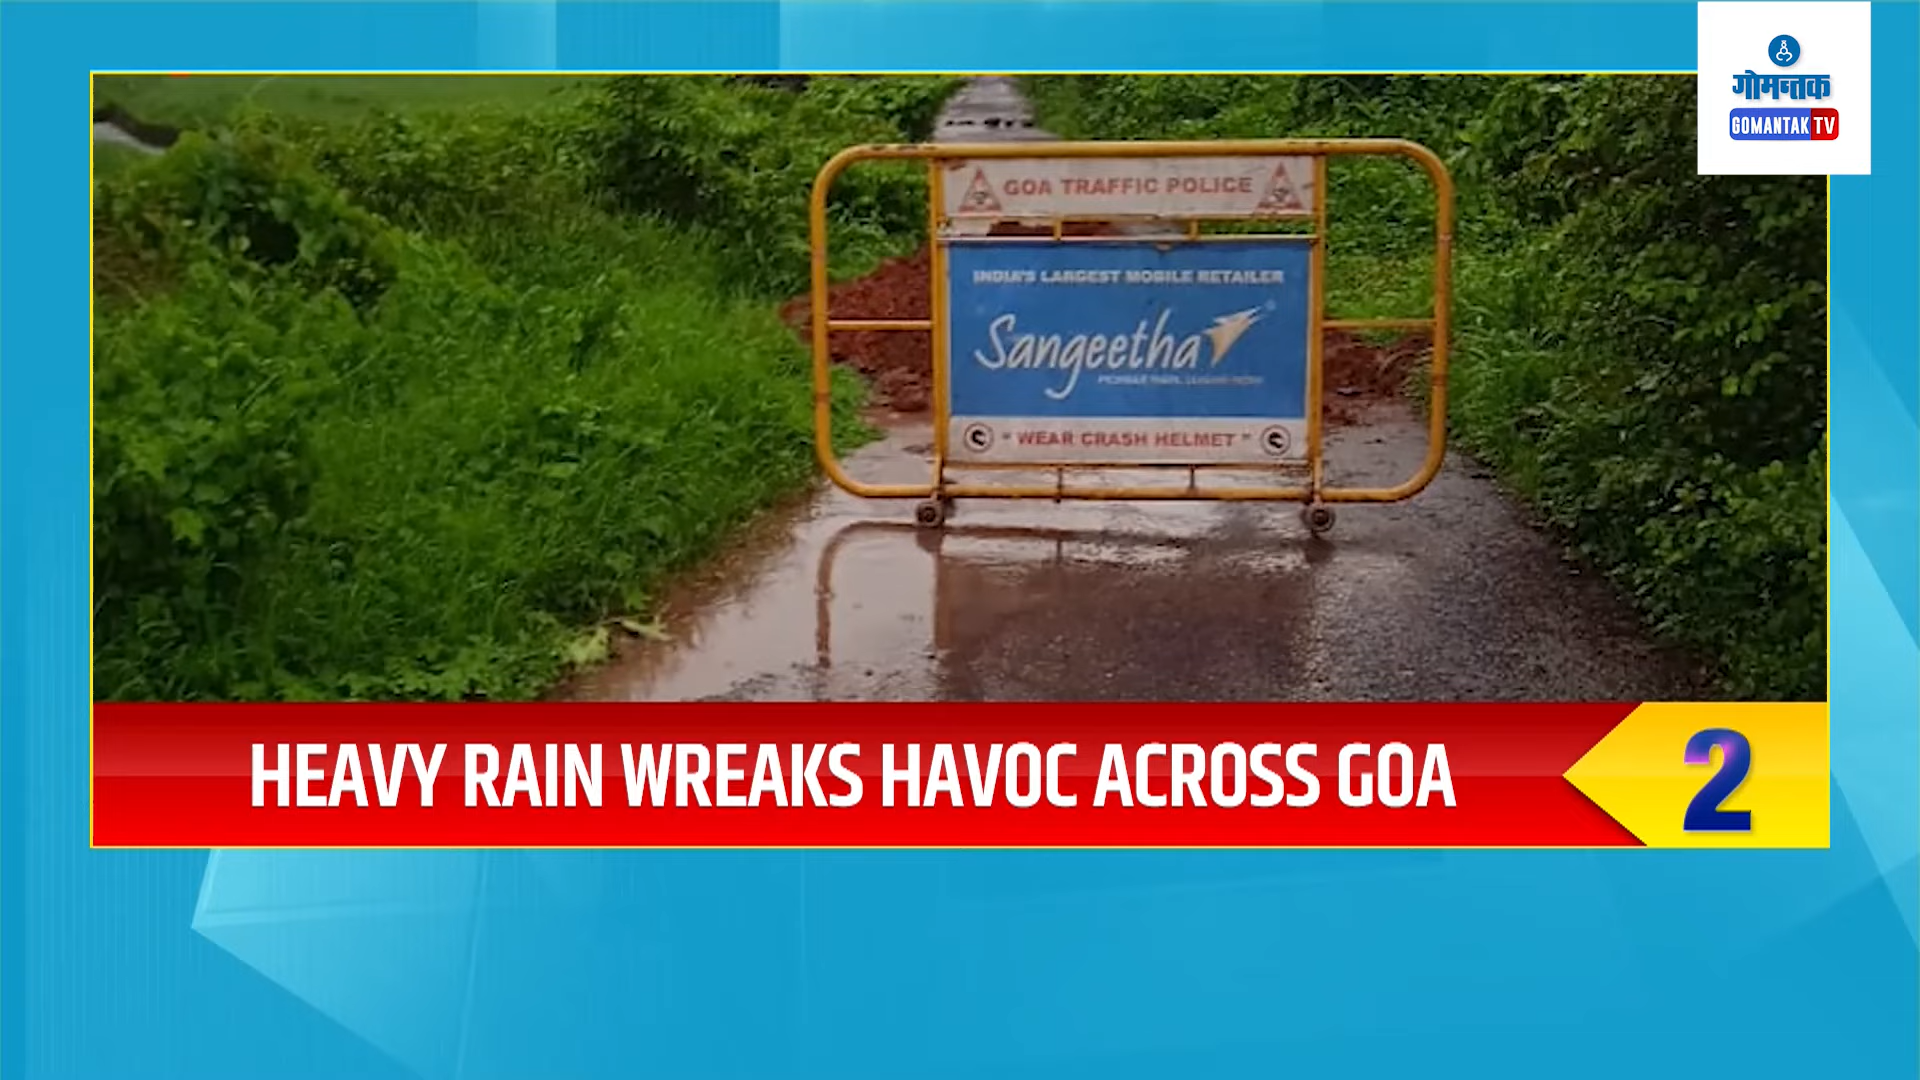 गोमन्तक
GOMANTAK TV
GOA TRAFFIC POLICE
INDIA'S LARGEST MOBILE RETAILER
Sangeetha
" WEAR CRASH HELMET "
HEAVY RAIN WREAKS HAVOC ACROSS GOA
2